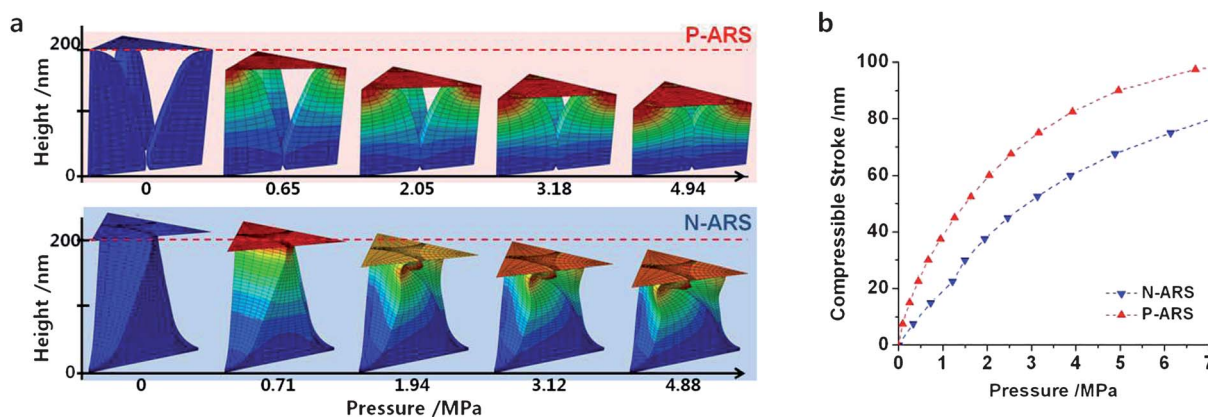 a
P-ARS
200
Height /nm
0
0 0.65 2.05 3.18 4.94
N-ARS
200
Height /nm
0
0 0.71 1.94 3.12 4.88
Pressure /MPa
b
100
80
60
40
20
0
Compressible Stroke /nm
N-ARS
P-ARS
0 1 2 3 4 5 6 7
Pressure /MPa